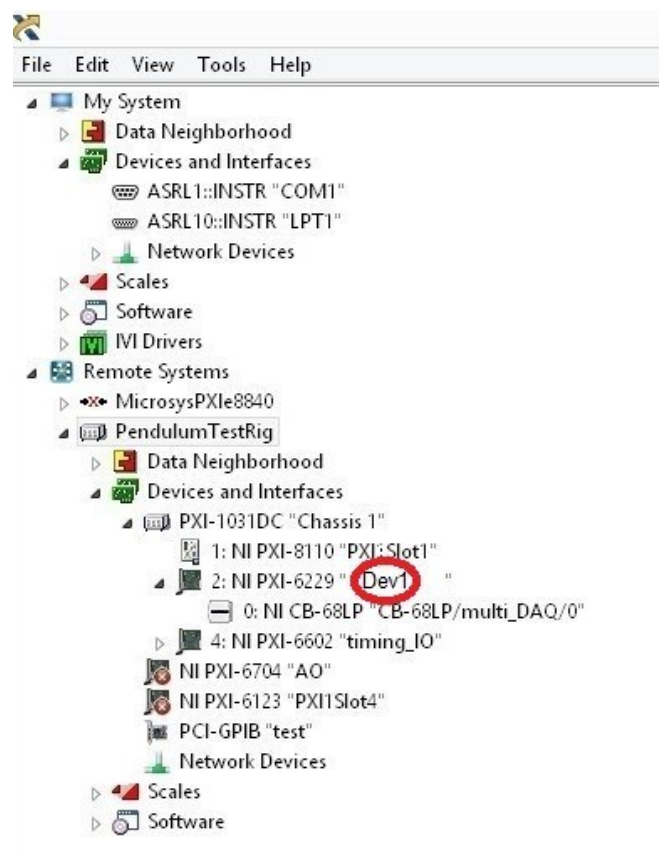 File Edit View Tools Help
My System
Data Neighborhood
Devices and Interfaces
ASRL1::INSTR "COM1"
ASRL10::INSTR "LPT1"
Network Devices
Scales
Software
IVI Drivers
Remote Systems
MicrosysPXIe8840
PendulumTestRig
Data Neighborhood
Devices and Interfaces
PXI-1031DC "Chassis 1"
1: NI PXI-8110 "PXI1Slot1"
2: NI PXI-6229 "Dev1 "
0: NI CB-68LP "CB-68LP/multi_DAQ/0"
4: NI PXI-6602 "timing_IO"
NI PXI-6704 "AO"
NI PXI-6123 "PXI1Slot4"
PCI-GPIB "test"
Network Devices
Scales
Software